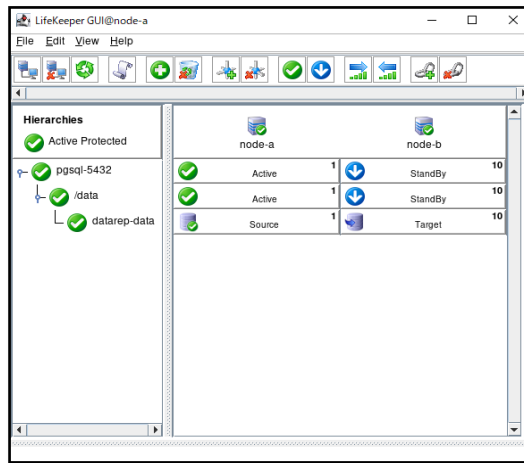 LifeKeeper GUI@node-a
File Edit View Help
Hierarchies
Active Protected
node-a
node-b
pgsql-5432
Active 1
StandBy 10
/data
Active 1
StandBy 10
datarep-data
Source 1
Target 10